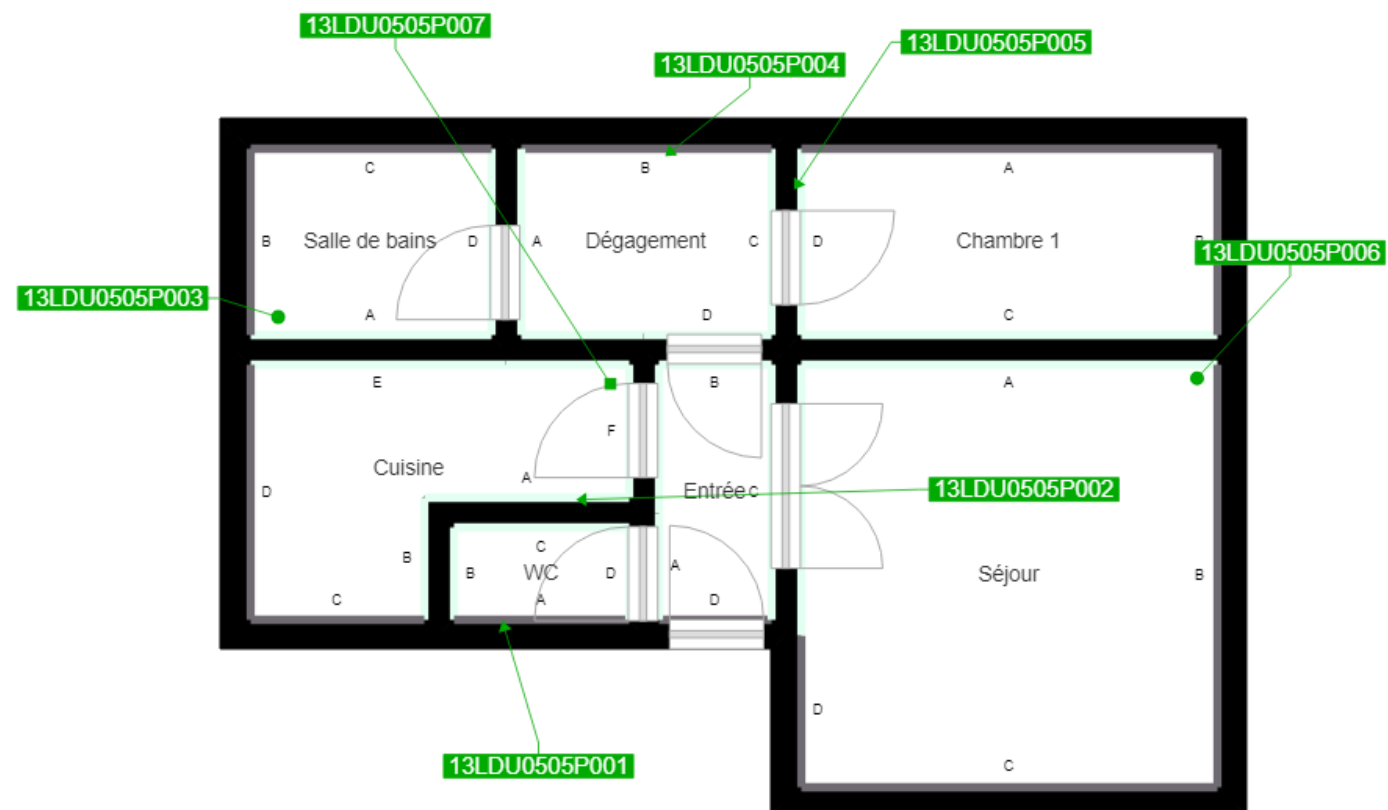 13LDU0505P007
13LDU0505P005
13LDU0505P004
C
B
A
B
Salle de bains
D
A
Dégagement
C
D
Chambre 1
13LDU0505P006
13LDU0505P003
A
D
C
E
B
A
F
Cuisine
A
D
Entrée
C
13LDU0505P002
C
B
B
WC
D
A
Séjour
B
C
A
D
D
C
13LDU0505P001